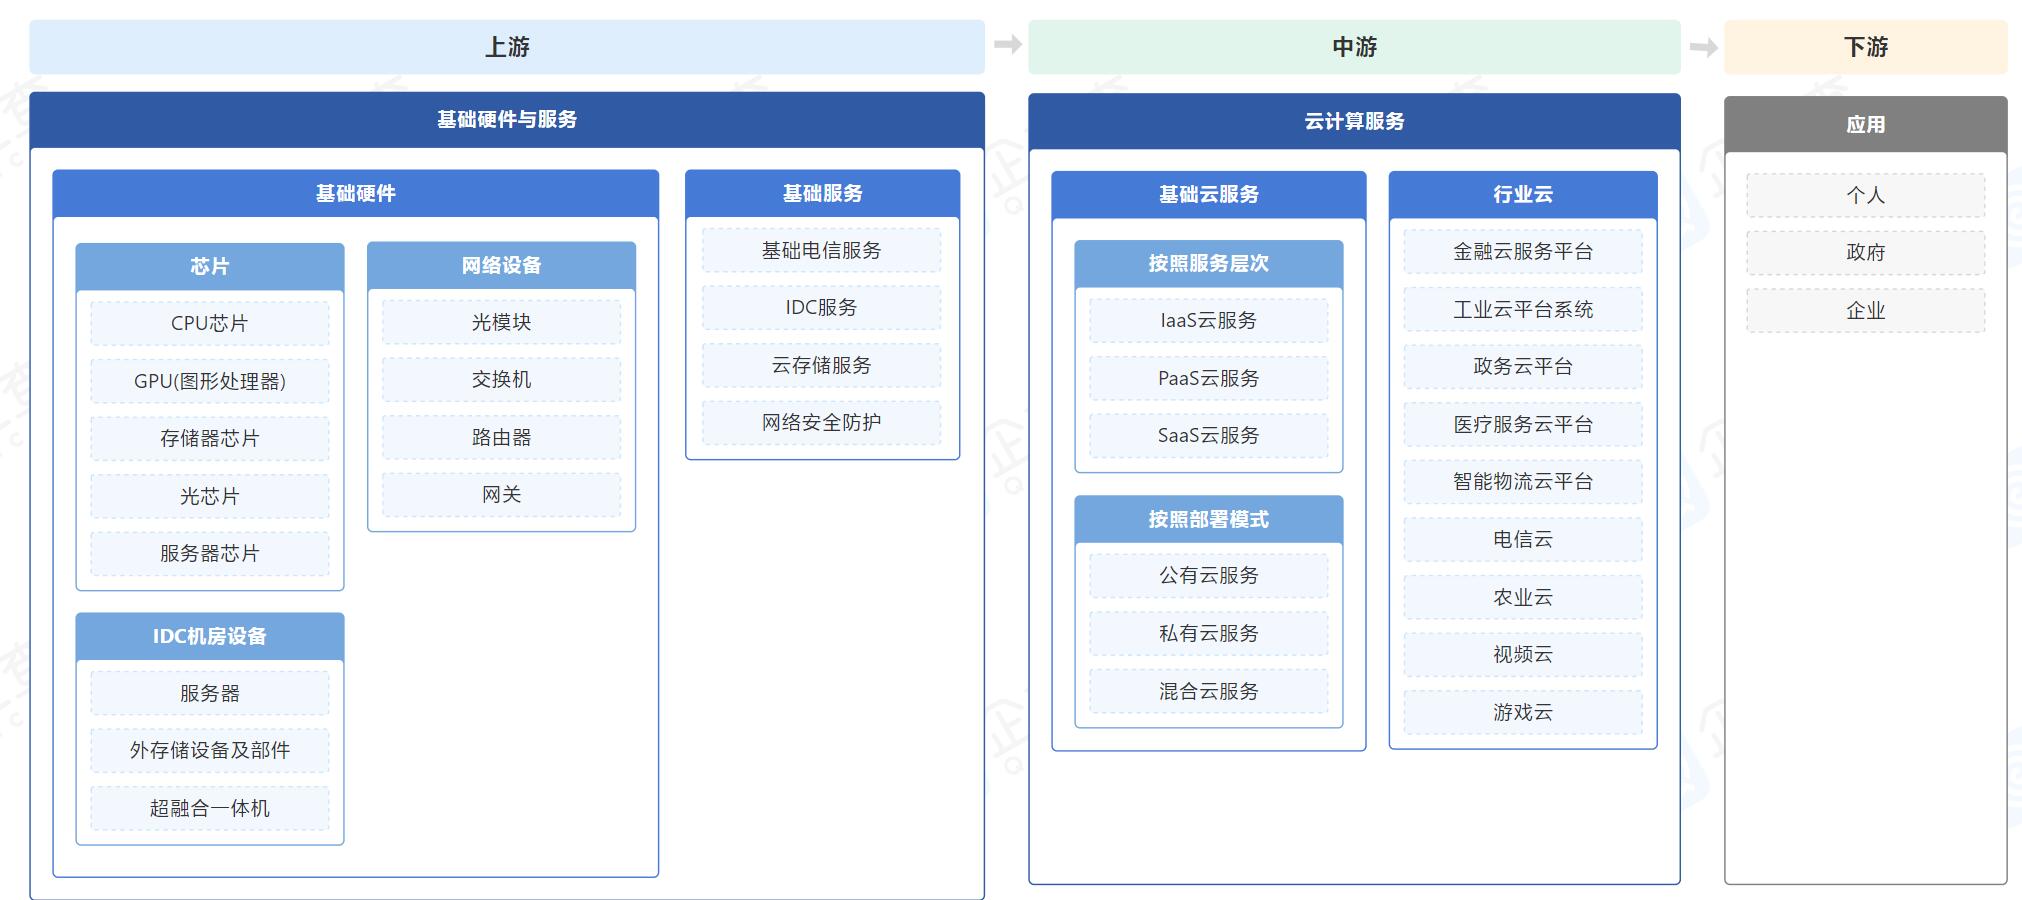 上游
中游
下游
基础硬件与服务
基础硬件
芯片
CPU芯片
GPU(图形处理器)
存储器芯片
光芯片
服务器芯片
IDC机房设备
服务器
外存储设备及部件
超融合一体机
网络设备
光模块
交换机
路由器
网关
基础服务
基础电信服务
IDC服务
云存储服务
网络安全防护
云计算服务
基础云服务
按照服务层次
IaaS云服务
PaaS云服务
SaaS云服务
按照部署模式
公有云服务
私有云服务
混合云服务
行业云
金融云服务平台
工业云平台系统
政务云平台
医疗服务云平台
智能物流云平台
电信云
农业云
视频云
游戏云
应用
个人
政府
企业